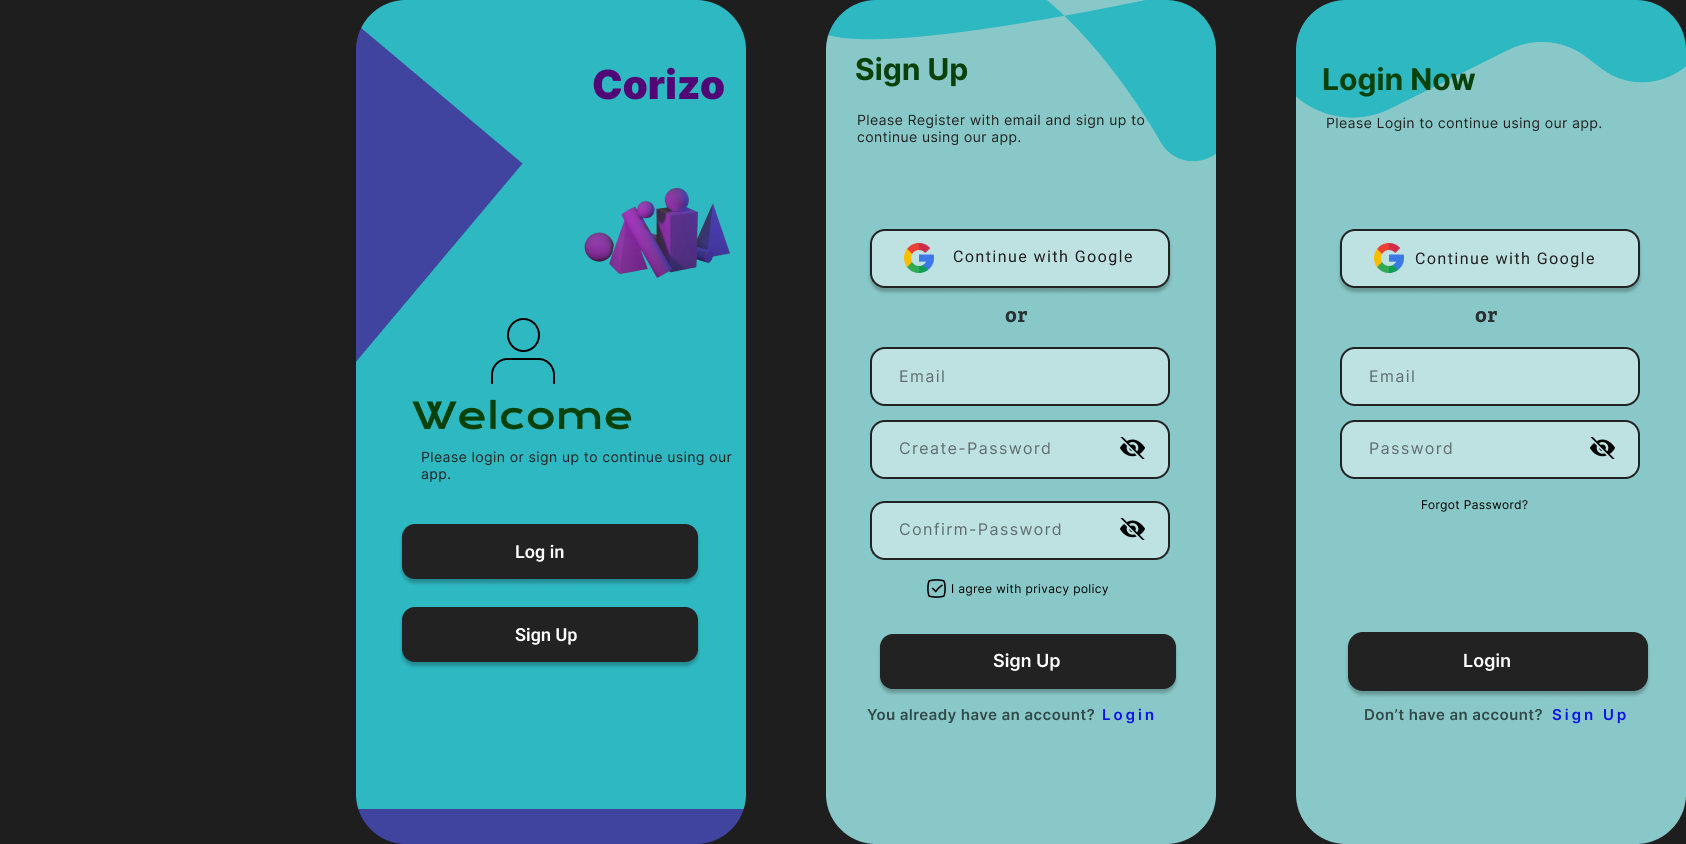 Corizo
Welcome
Please login or sign up to continue using our
app.
Log in
Sign Up
Sign Up
Please Register with email and sign up to
continue using our app.
Continue with Google
or
Email
Create-Password
Confirm-Password
I agree with privacy policy
Sign Up
You already have an account? Login
Login Now
Please Login to continue using our app.
Continue with Google
or
Email
Password
Forgot Password?
Login
Don’t have an account? Sign Up